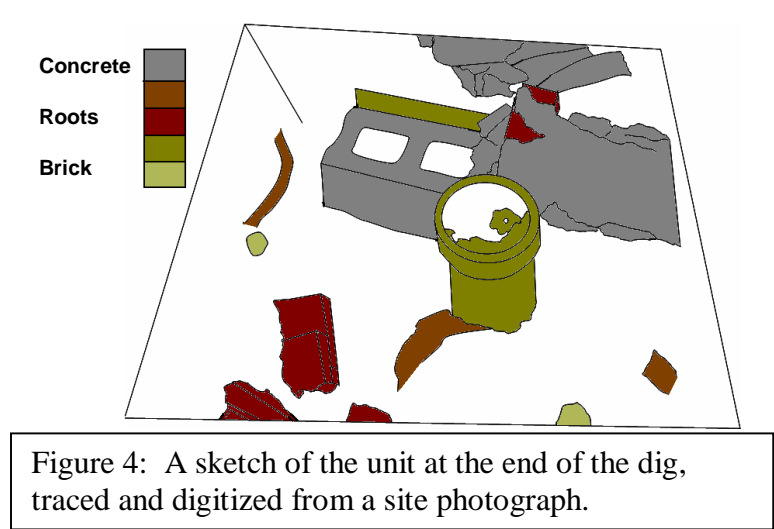 Concrete
Roots
Brick
Figure 4: A sketch of the unit at the end of the dig,
traced and digitized from a site photograph.